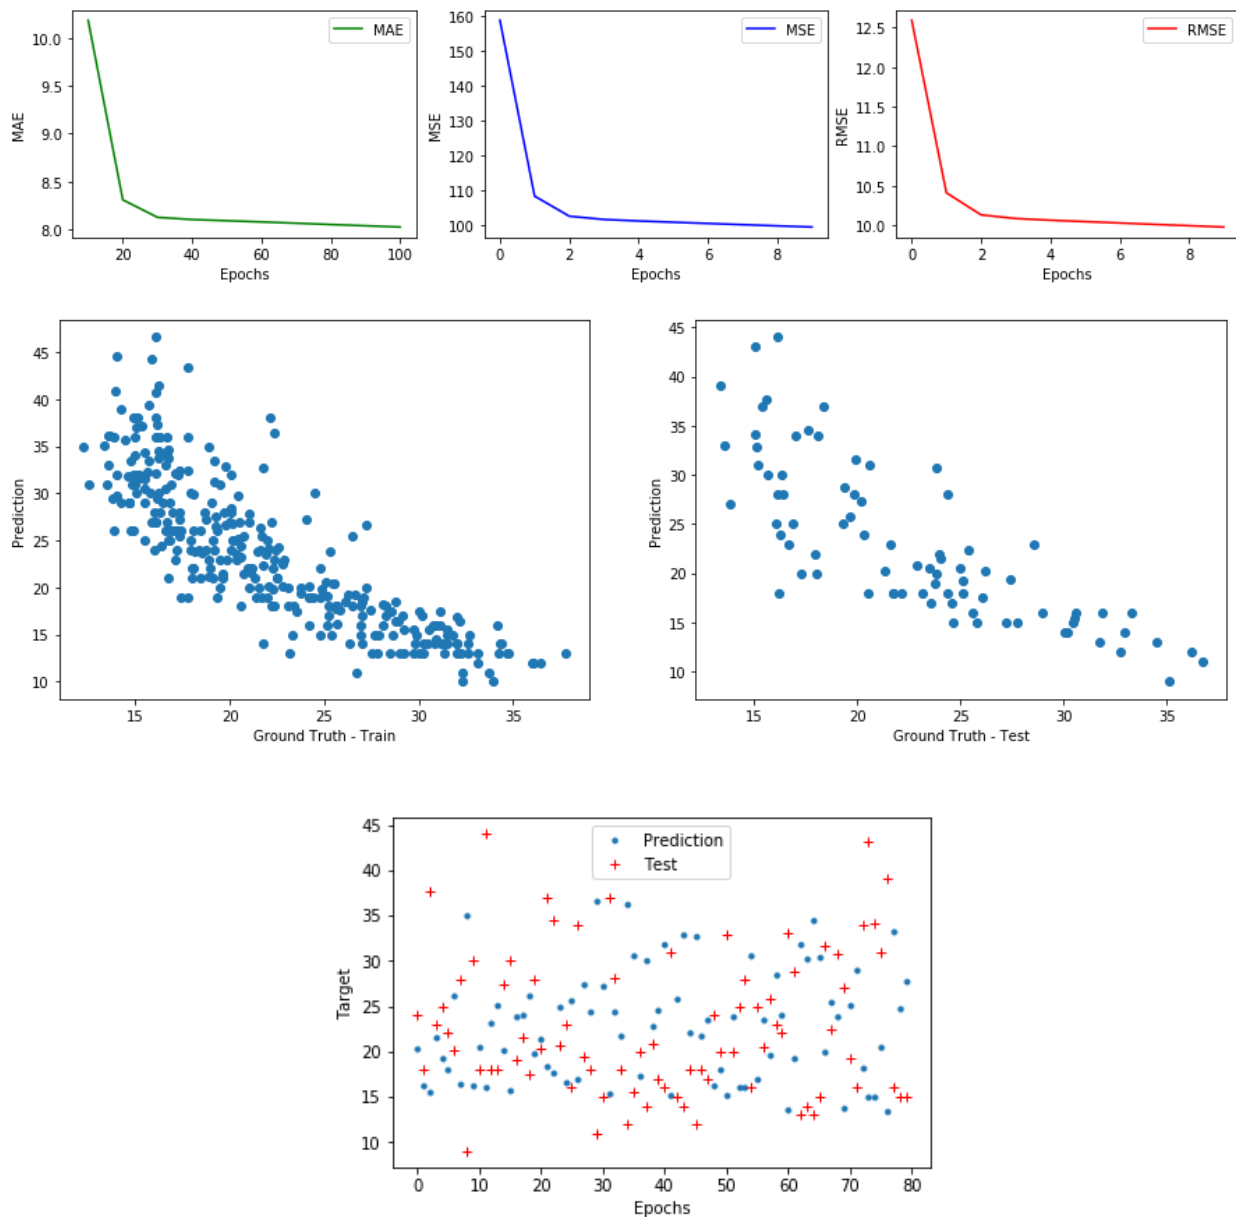 MAE
10.0
9.5
9.0
8.5
8.0
MAE
20 40 60 80 100
Epochs
MSE
160
150
140
130
120
110
100
MSE
0 2 4 6 8
Epochs
RMSE
12.5
12.0
11.5
11.0
10.5
10.0
RMSE
0 2 4 6 8
Epochs
45
40
35
30
25
20
15
10
Prediction
15 20 25 30 35
Ground Truth - Train
45
40
35
30
25
20
15
10
Prediction
15 20 25 30 35
Ground Truth - Test
Prediction
Test
45
40
35
30
25
20
15
10
Target
0 10 20 30 40 50 60 70 80
Epochs